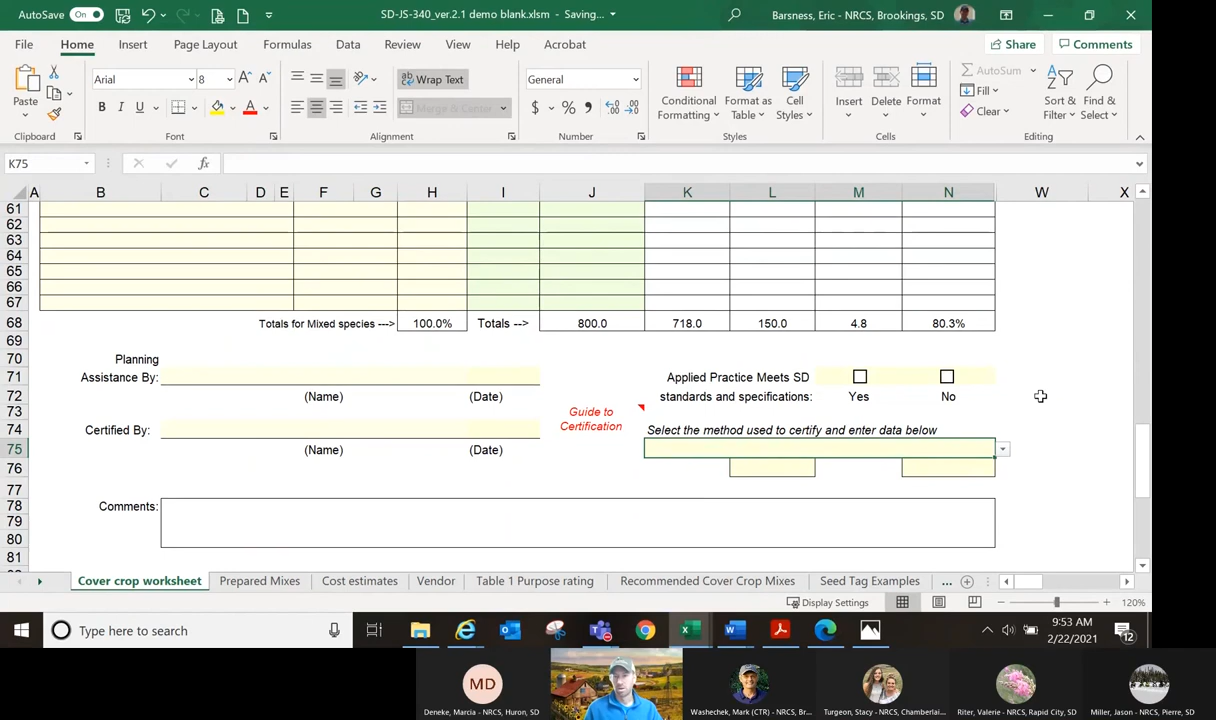 AutoSave On SD-JS-340_ver.2.1 demo blank.xlsm - Saving... Barsness, Eric - NRCS, Brookings, SD
File Home Insert Page Layout Formulas Data Review View Help Acrobat Share Comments
Paste Arial 8 Wrap Text General Conditional Formatting Format as Table Cell Styles Insert Delete Format AutoSum Fill Clear Sort & Filter Find & Select
B I U Merge & Center $ %
Clipboard Font Alignment Number Styles Cells Editing
K75 fx
A B C D E F G H I J K L M N W X
61
62
63
64
65
66
67
68 Totals for Mixed species ---> 100.0% Totals --> 800.0 718.0 150.0 4.8 80.3%
69
70 Planning
71 Assistance By: Applied Practice Meets SD
72 (Name) (Date) standards and specifications: Yes No
73 Guide to
74 Certified By: Certification Select the method used to certify and enter data below
75 (Name) (Date)
76
77
78 Comments:
79
80
81
Cover crop worksheet Prepared Mixes Cost estimates Vendor Table 1 Purpose rating Recommended Cover Crop Mixes Seed Tag Examples ...
Display Settings 120%
Type here to search 9:53 AM
2/22/2021 12
MD
Deneke, Marcia - NRCS, Huron, SD Washechek, Mark (CTR) - NRCS, Br... Turgeon, Stacy - NRCS, Chamberlai... Riter, Valerie - NRCS, Rapid City, SD Miller, Jason - NRCS, Pierre, SD